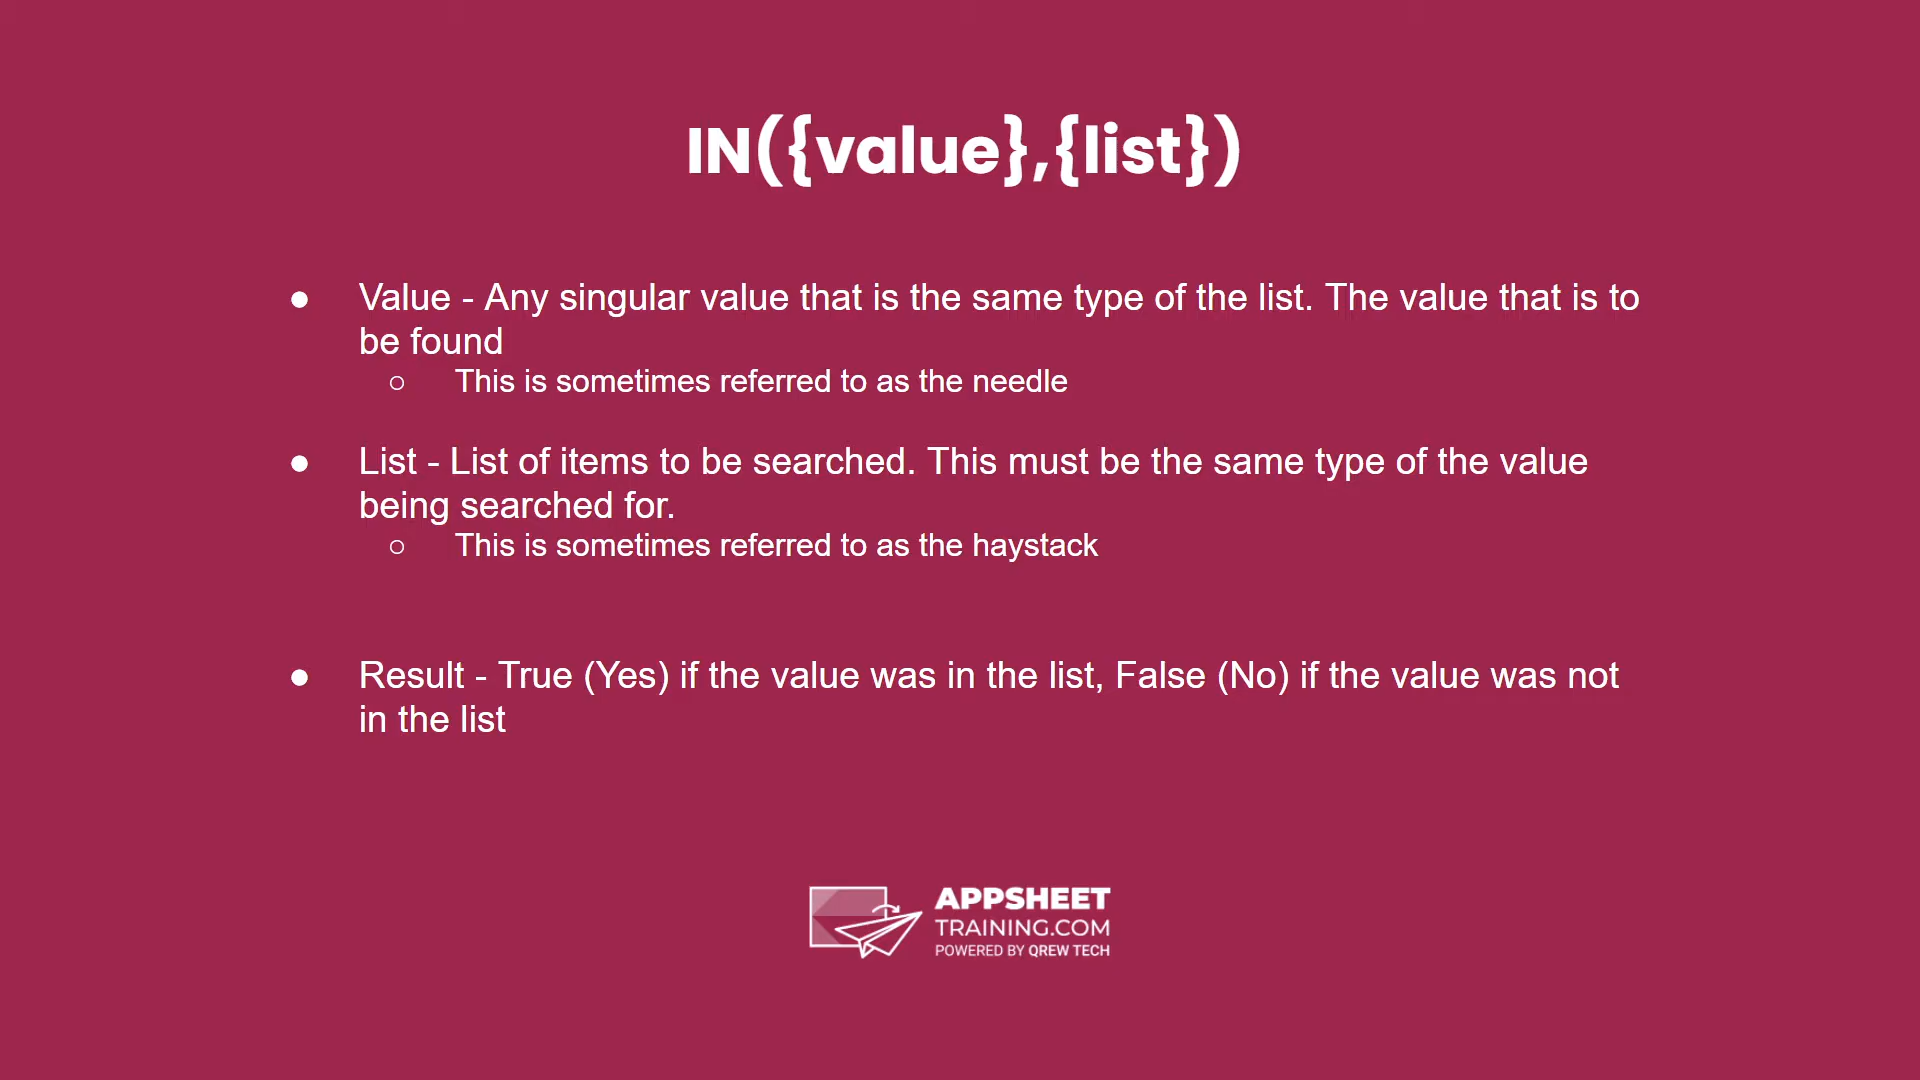 IN({value},{list})
● Value - Any singular value that is the same type of the list. The value that is to
be found
○ This is sometimes referred to as the needle
● List - List of items to be searched. This must be the same type of the value
being searched for.
○ This is sometimes referred to as the haystack
● Result - True (Yes) if the value was in the list, False (No) if the value was not
in the list
APPSHEET
TRAINING.COM
POWERED BY QREW TECH